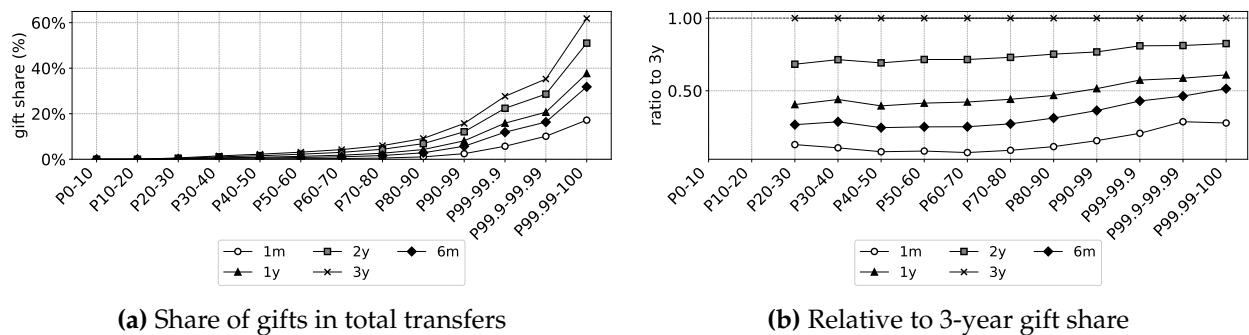 60%
40%
20%
0%
gift share (%)
P0-10
P10-20
P20-30
P30-40
P40-50
P50-60
P60-70
P70-80
P80-90
P90-99
P99-99.9
P99.9-99.99
P99.99-100
1m 2y 6m
1y 3y
(a) Share of gifts in total transfers
1.00
0.50
ratio to 3y
P0-10
P10-20
P20-30
P30-40
P40-50
P50-60
P60-70
P70-80
P80-90
P90-99
P99-99.9
P99.9-99.99
P99.99-100
1m 2y 6m
1y 3y
(b) Relative to 3-year gift share